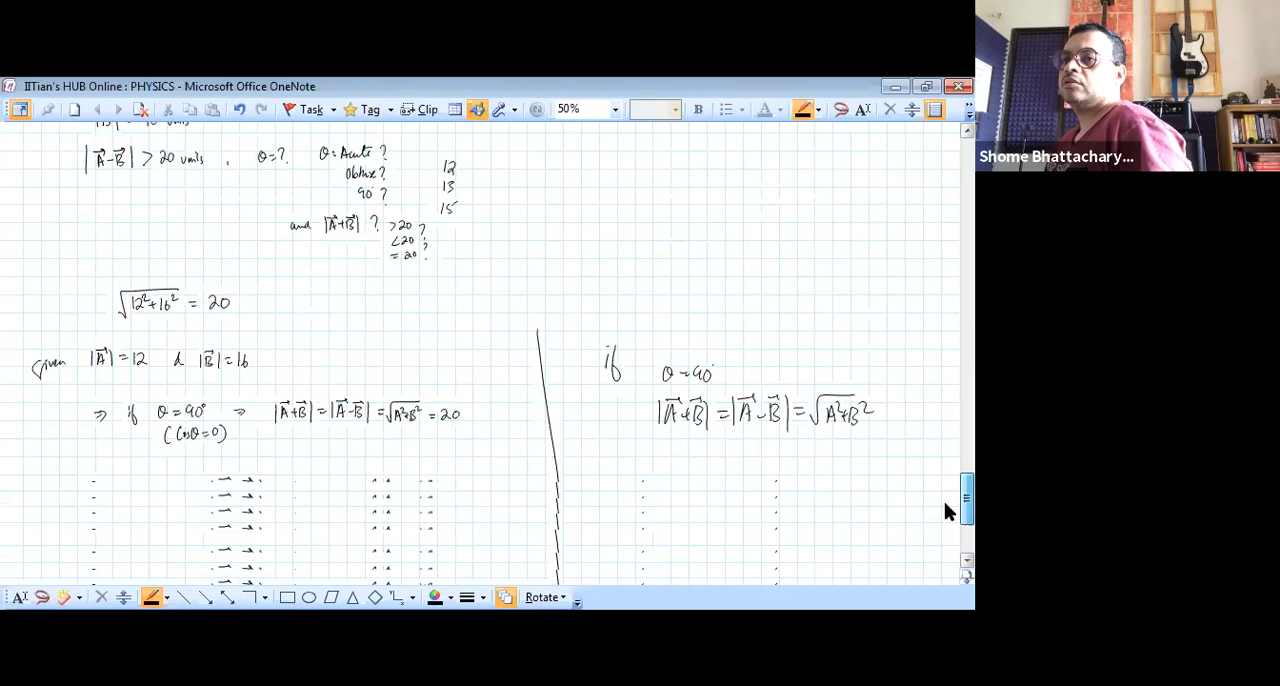 IITian's HUB Online : PHYSICS - Microsoft Office OneNote
Task Tag Clip 50% B A
|A⃗-B⃗| > 20 units . θ=? θ=Acute ?
Obtuse ?
90° ?
12
13
15
and |A⃗+B⃗| ? >20 ?
<20 ?
= 20 ?
√12²+16² = 20
given |A⃗| = 12 & |B⃗| = 16
⇒ if θ = 90° ⇒ |A⃗+B⃗| = |A⃗-B⃗| = √A²+B² = 20
(Cosθ=0)
if θ = 90°
|A⃗+B⃗| = |A⃗-B⃗| = √A²+B²
Rotate
Shome Bhattachary...